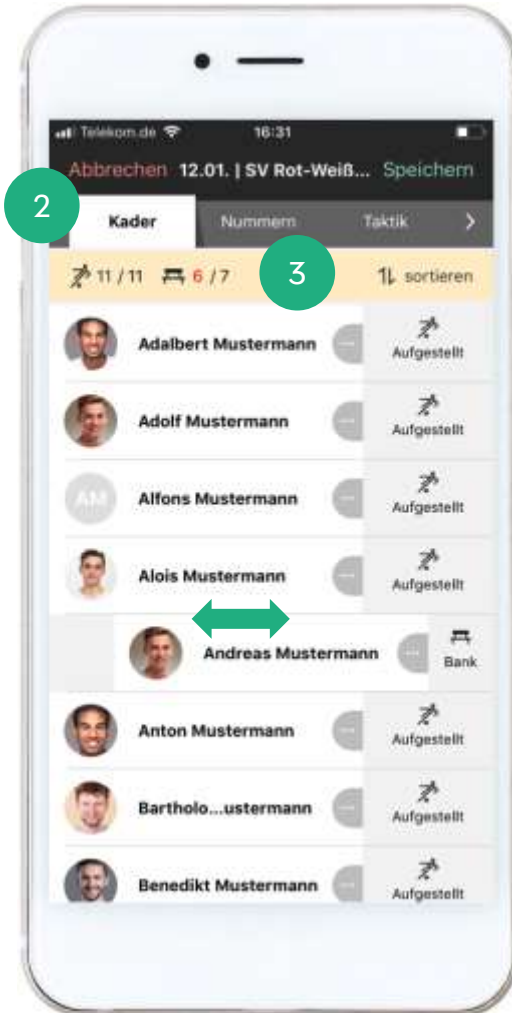 Telekom.de 16:31
Abbrechen 12.01. | SV Rot-Weiß... Speichern
2
Kader Nummern Taktik >
11 / 11 6 / 7 3 sortieren
Adalbert Mustermann ... Aufgestellt
Adolf Mustermann ... Aufgestellt
AM Alfons Mustermann ... Aufgestellt
Alois Mustermann ... Aufgestellt
Andreas Mustermann ... Bank
Anton Mustermann ... Aufgestellt
Bartholo...ustermann ... Aufgestellt
Benedikt Mustermann ... Aufgestellt